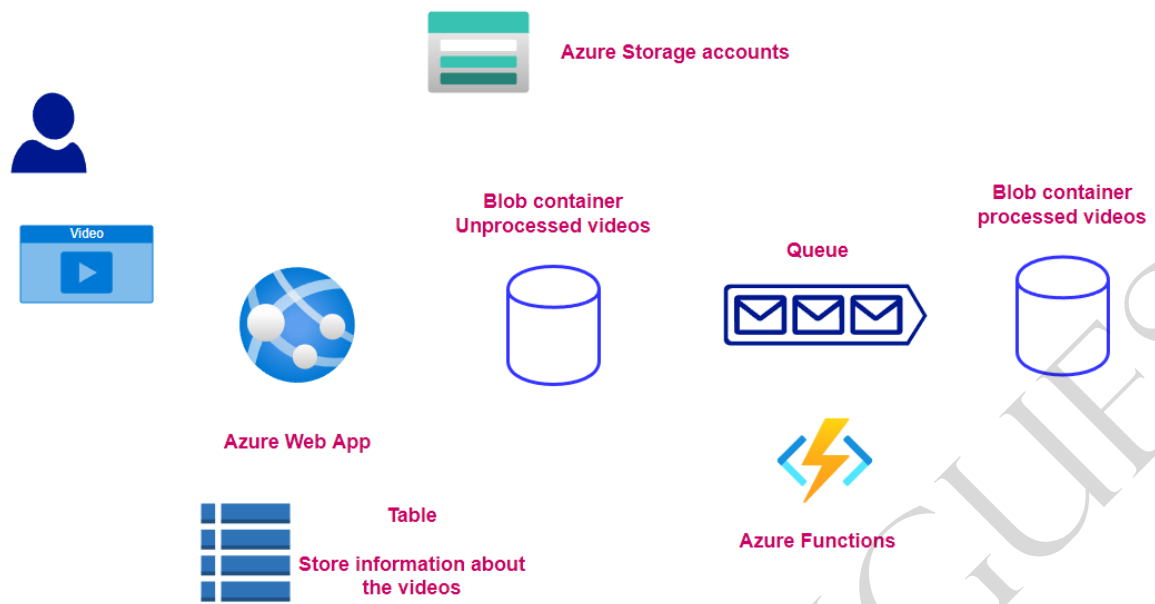 Azure Storage accounts
Video
Blob container
Unprocessed videos
Queue
Blob container
processed videos
Azure Web App
Azure Functions
Table
Store information about
the videos